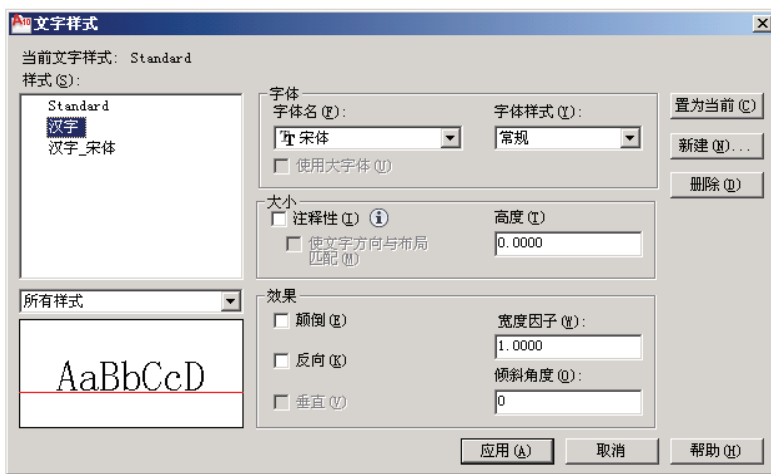 文字样式
当前文字样式: Standard
样式(S):
Standard
汉字
汉字_宋体
所有样式
AaBbCcD
字体
字体名(F):
宋体
使用大字体(U)
字体样式(Y):
常规
大小
注释性(I)
使文字方向与布局
匹配(M)
高度(T)
0.0000
效果
颠倒(E)
反向(K)
垂直(V)
宽度因子(W):
1.0000
倾斜角度(O):
0
置为当前(C)
新建(N)...
删除(D)
应用(A)
取消
帮助(H)